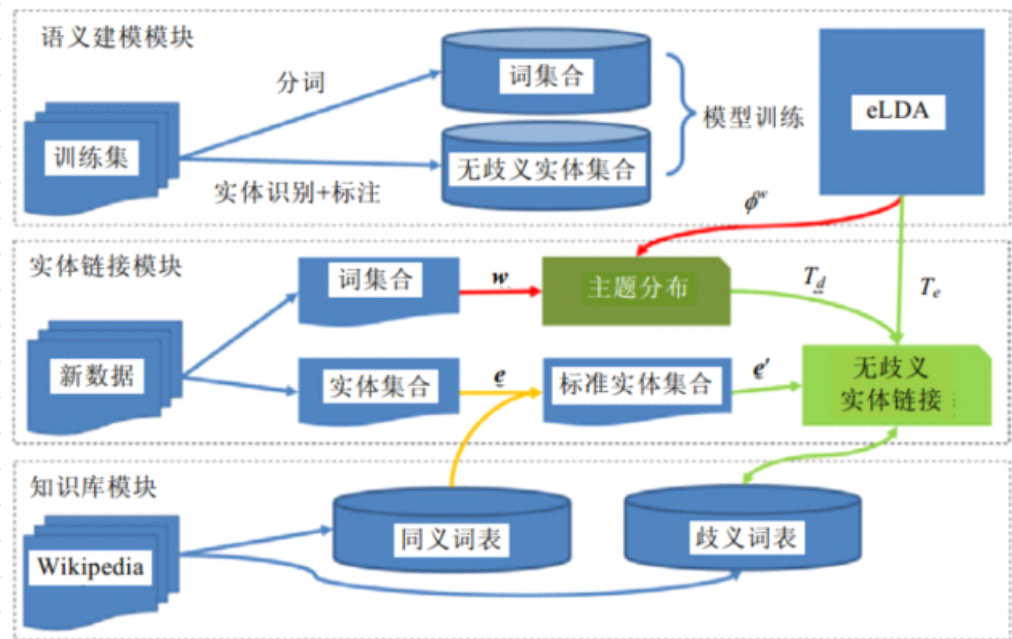 语义建模模块
分词
词集合
训练集
无歧义实体集合
实体识别+标注
模型训练
eLDA
ϕʷ
实体链接模块
词集合
w
主题分布
T_d
T_e
新数据
实体集合
e
标准实体集合
e′
无歧义
实体链接
知识库模块
Wikipedia
同义词表
歧义词表